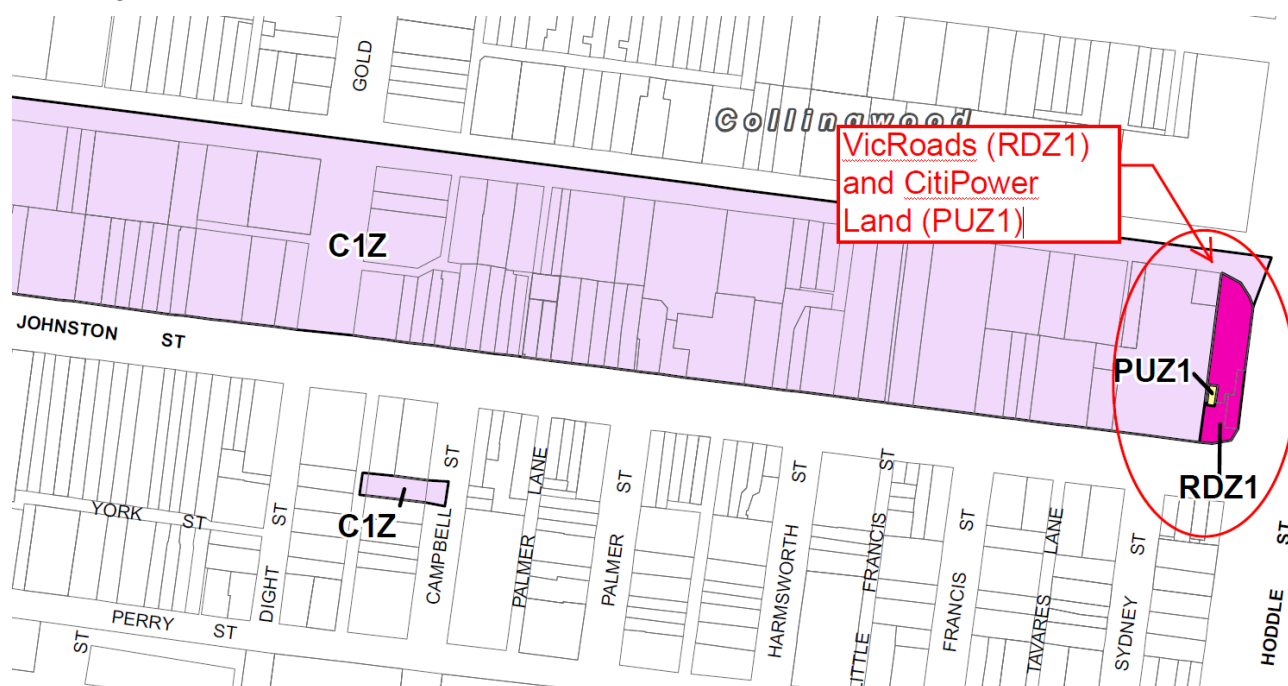 GOLD
Collingwood
VicRoads (RDZ1)
and CitiPower
Land (PUZ1)
C1Z
JOHNSTON ST
PUZ1
RDZ1
C1Z
YORK ST
PERRY ST
ST
DIGHT ST
CAMPBELL ST
PALMER LANE
PALMER ST
HARMSWORTH ST
LITTLE FRANCIS ST
FRANCIS ST
TAVARES LANE
SYDNEY ST
HODDLE ST